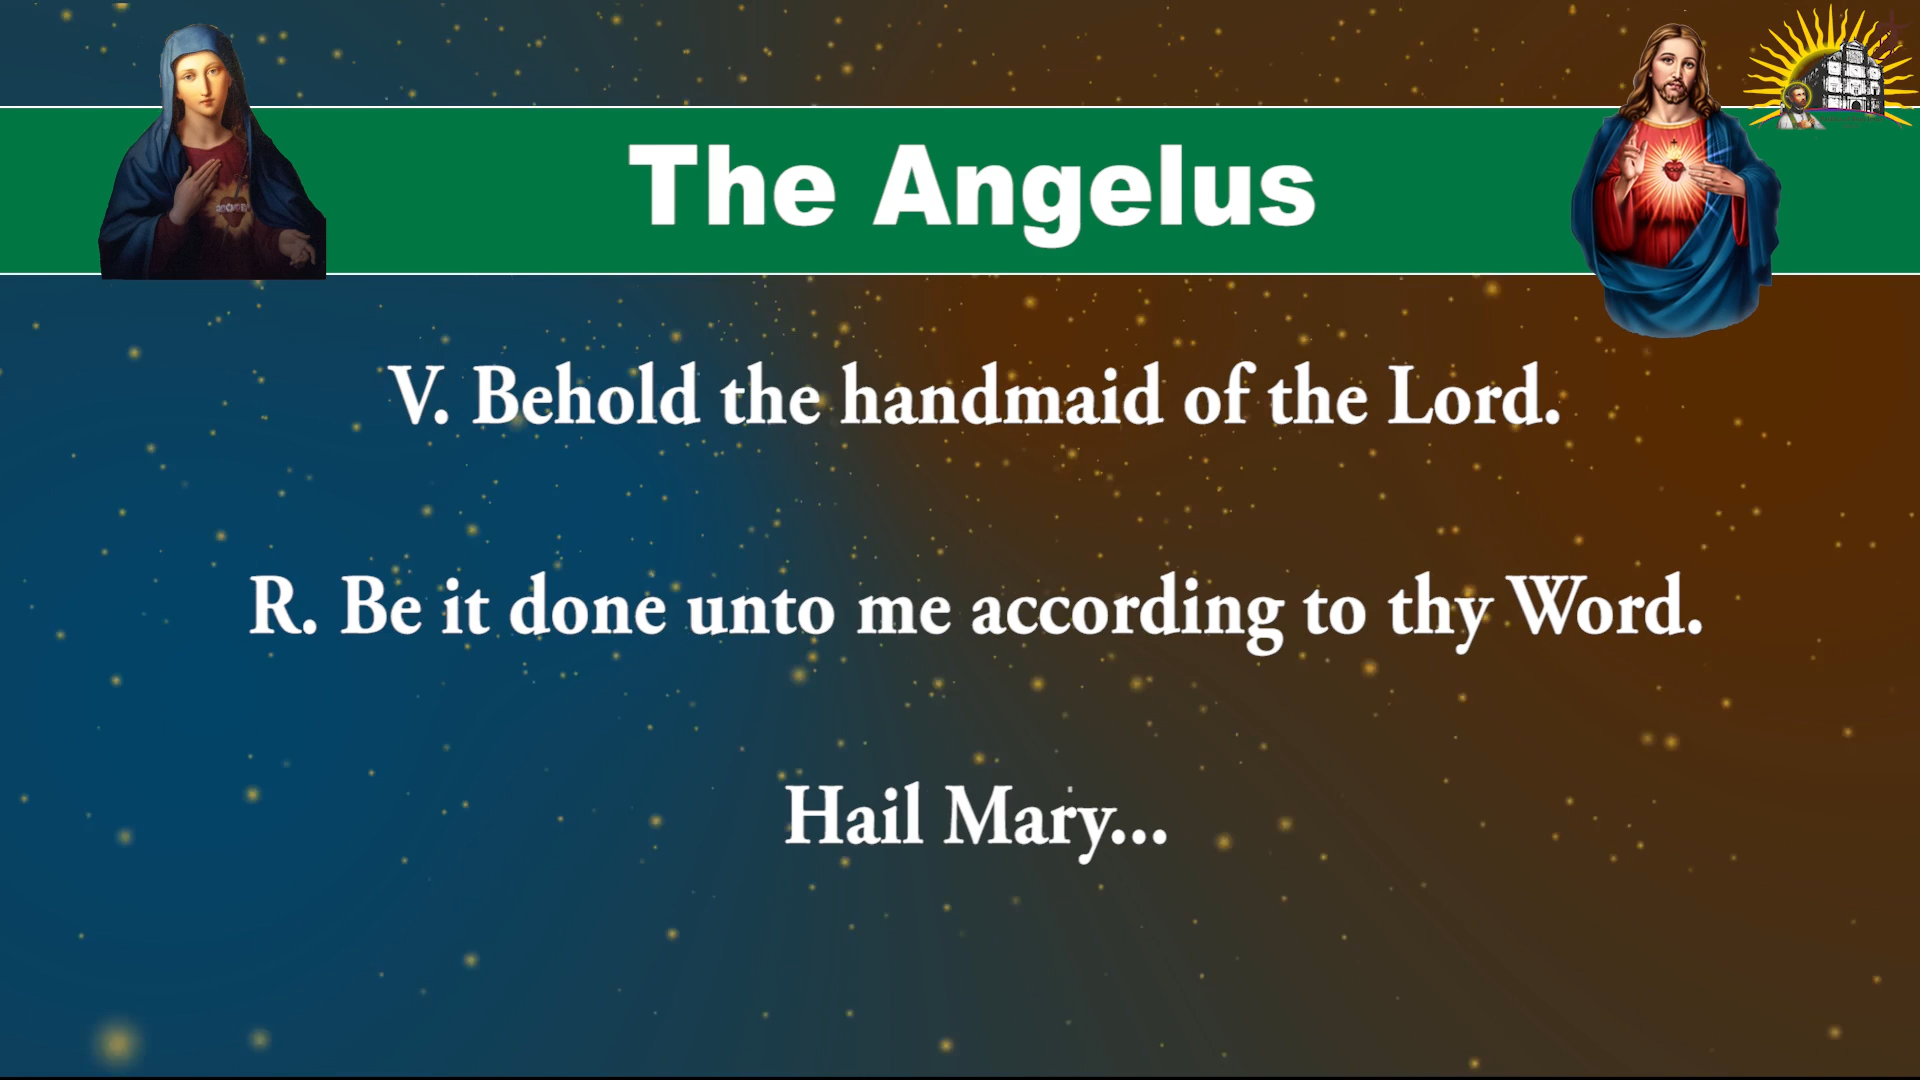 The Angelus
V. Behold the handmaid of the Lord.
R. Be it done unto me according to thy Word.
Hail Mary...